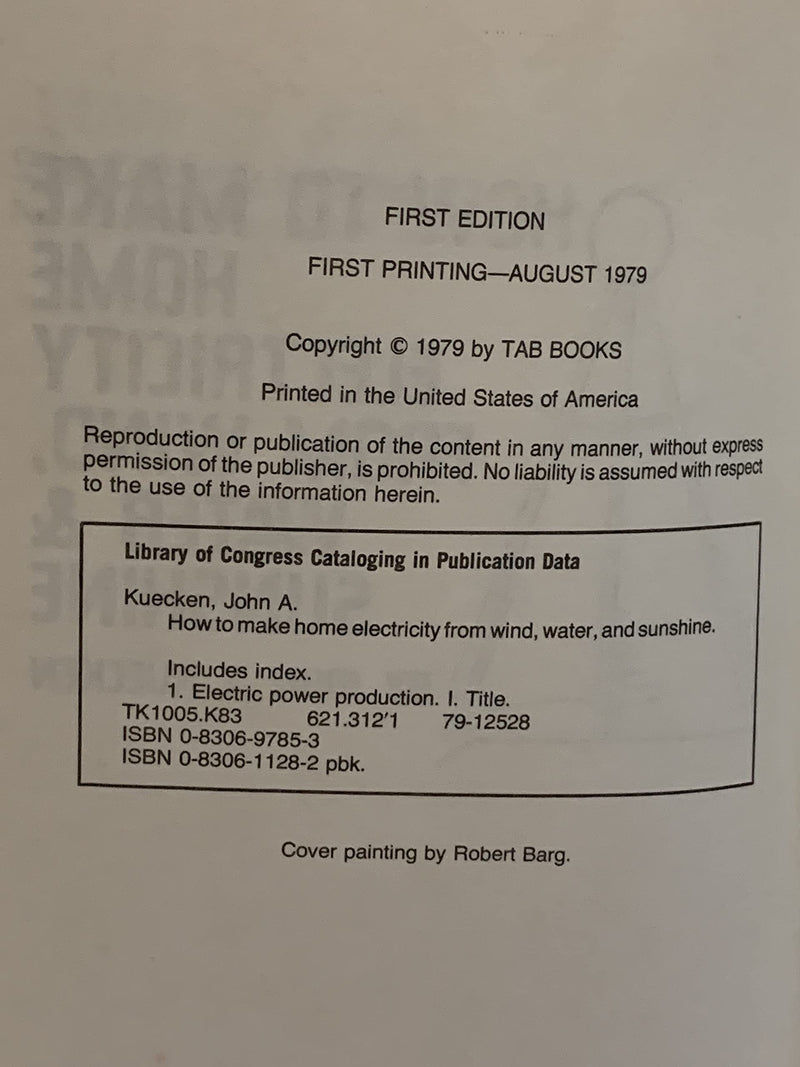 FIRST EDITION
FIRST PRINTING—AUGUST 1979
Copyright © 1979 by TAB BOOKS
Printed in the United States of America
Reproduction or publication of the content in any manner, without express
permission of the publisher, is prohibited. No liability is assumed with respect
to the use of the information herein.
Library of Congress Cataloging in Publication Data
Kuecken, John A.
How to make home electricity from wind, water, and sunshine.
Includes index.
1. Electric power production. I. Title.
TK1005.K83 621.312'1 79-12528
ISBN 0-8306-9785-3
ISBN 0-8306-1128-2 pbk.
Cover painting by Robert Barg.